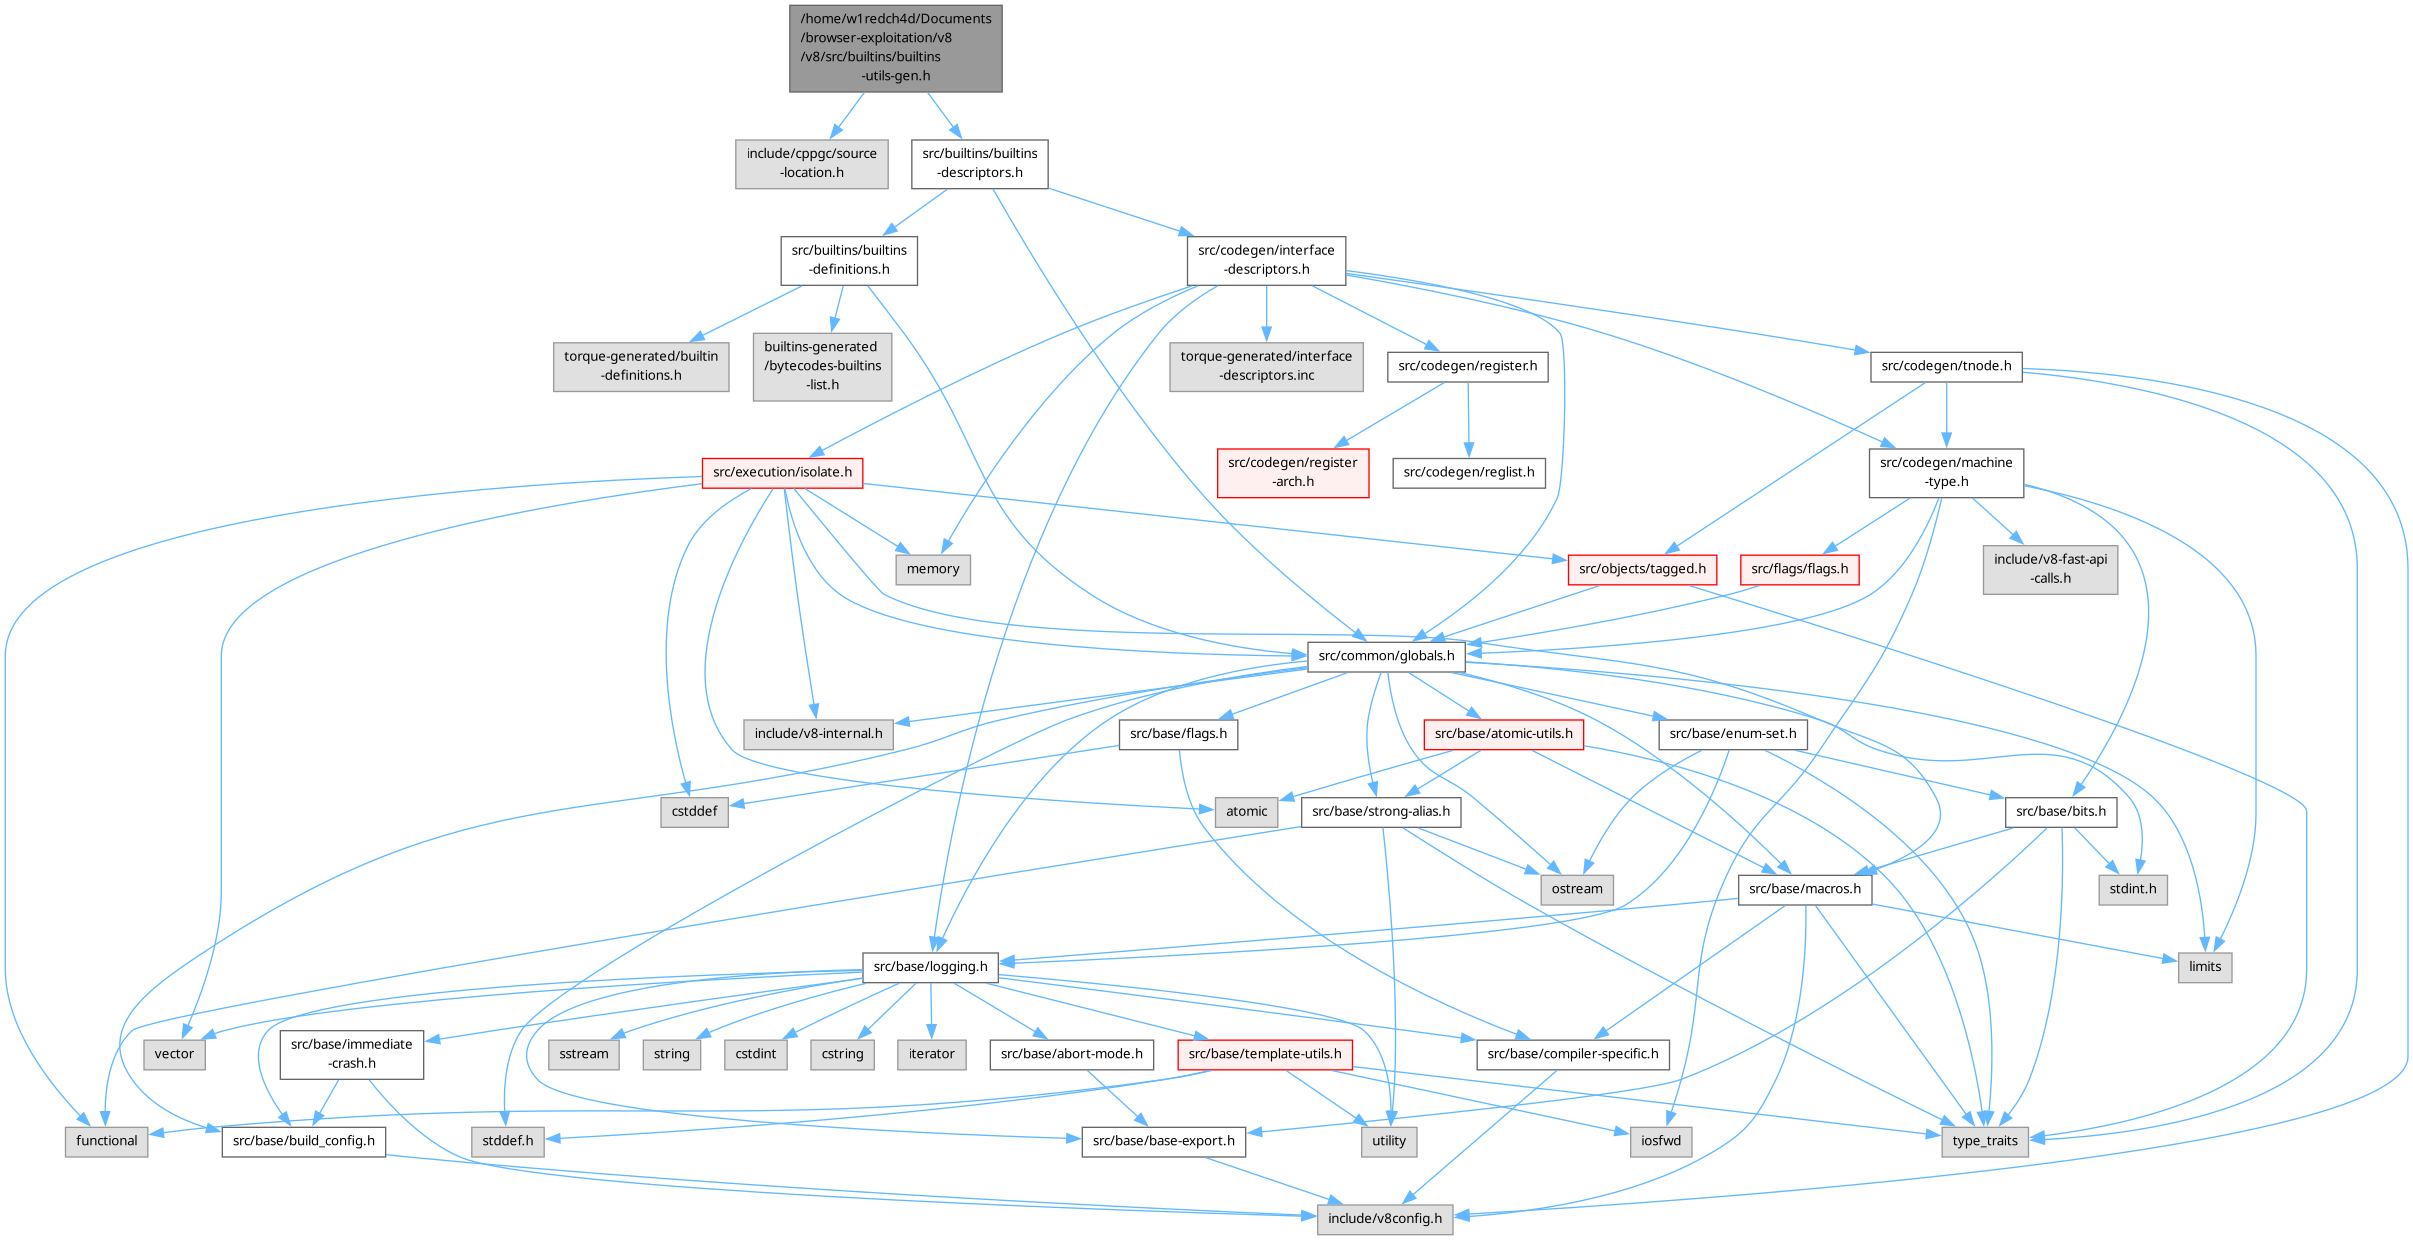 /home/w1redch4d/Documents
/browser-exploitation/v8
/v8/src/builtins/builtins
-utils-gen.h
include/cppgc/source
-location.h
src/builtins/builtins
-descriptors.h
src/builtins/builtins
-definitions.h
src/codegen/interface
-descriptors.h
torque-generated/builtin
-definitions.h
builtins-generated
/bytecodes-builtins
-list.h
torque-generated/interface
-descriptors.inc
src/codegen/register.h
src/codegen/tnode.h
src/execution/isolate.h
src/codegen/register
-arch.h
src/codegen/reglist.h
src/codegen/machine
-type.h
memory
src/objects/tagged.h
src/flags/flags.h
include/v8-fast-api
-calls.h
src/common/globals.h
include/v8-internal.h
src/base/flags.h
src/base/atomic-utils.h
src/base/enum-set.h
cstddef
atomic
src/base/strong-alias.h
src/base/bits.h
ostream
src/base/macros.h
stdint.h
src/base/logging.h
limits
vector
src/base/immediate
-crash.h
sstream
string
cstdint
cstring
iterator
src/base/abort-mode.h
src/base/template-utils.h
src/base/compiler-specific.h
functional
src/base/build_config.h
stddef.h
src/base/base-export.h
utility
iosfwd
type_traits
include/v8config.h